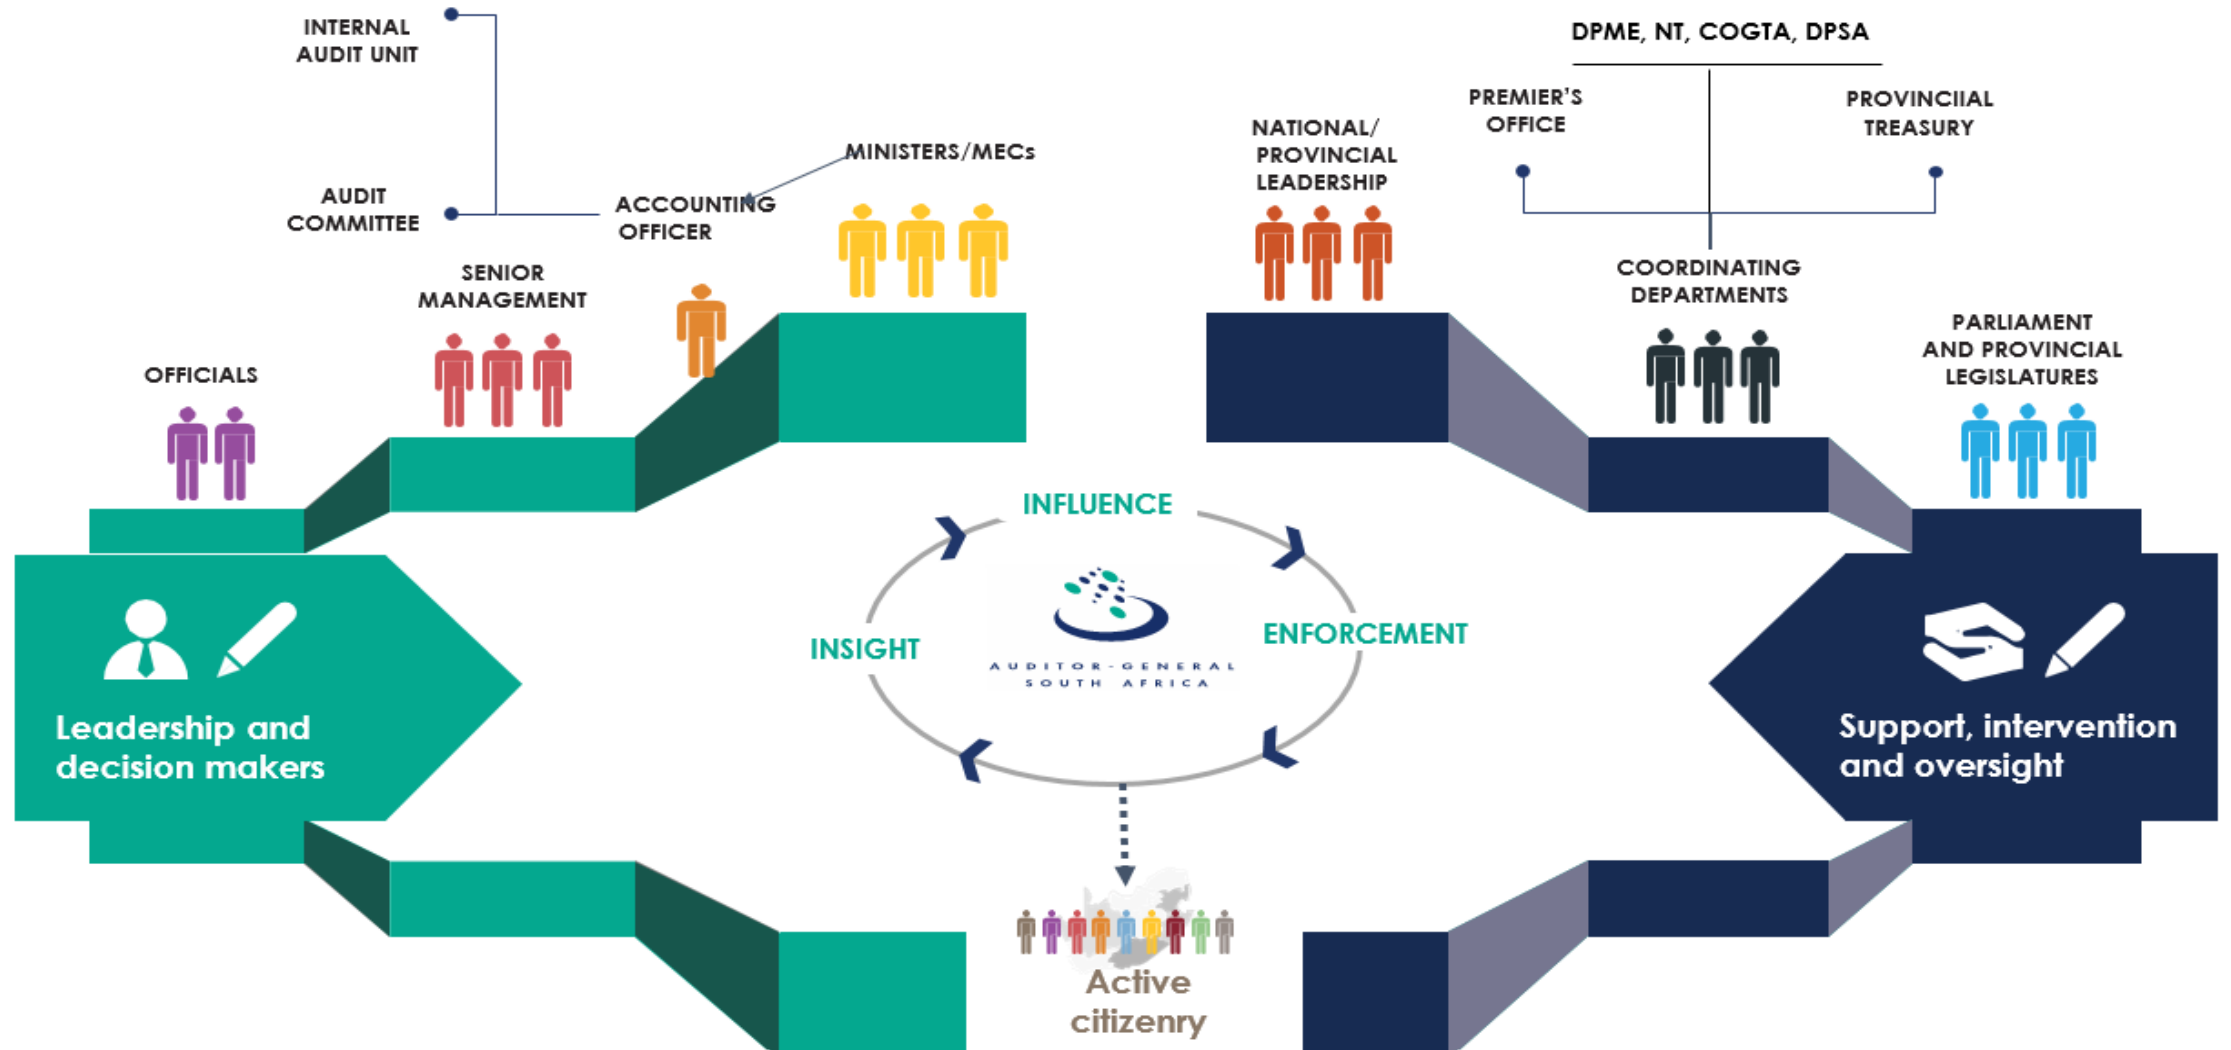 INTERNAL
AUDIT UNIT
AUDIT
COMMITTEE
ACCOUNTING
OFFICER
MINISTERS/MECs
SENIOR
MANAGEMENT
OFFICIALS
NATIONAL/
PROVINCIAL
LEADERSHIP
DPME, NT, COGTA, DPSA
PREMIER'S
OFFICE
PROVINCIIAL
TREASURY
COORDINATING
DEPARTMENTS
PARLIAMENT
AND PROVINCIAL
LEGISLATURES
INFLUENCE
INSIGHT
ENFORCEMENT
AUDITOR-GENERAL
SOUTH AFRICA
Leadership and
decision makers
Support, intervention
and oversight
Active
citizenry